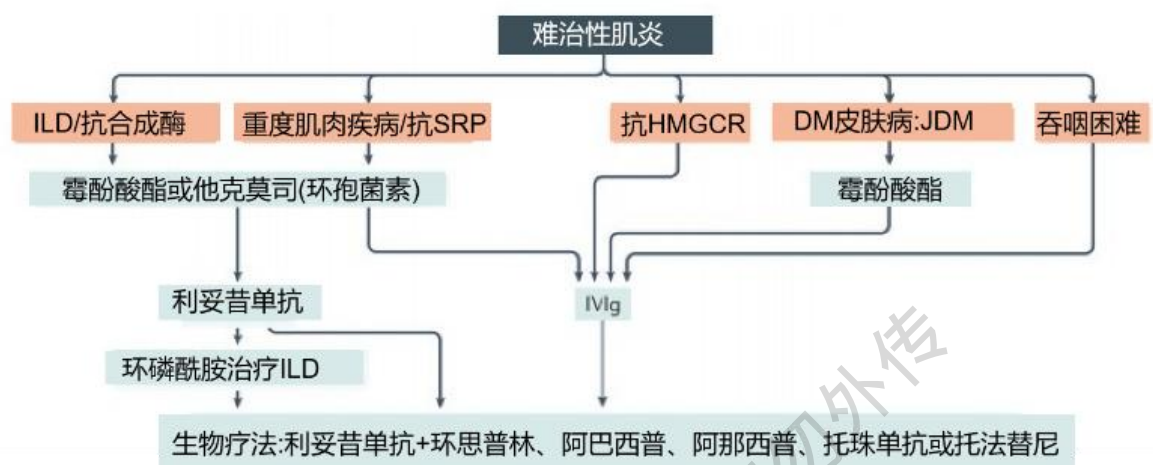 难治性肌炎
ILD/抗合成酶
重度肌肉疾病/抗SRP
抗HMGCR
DM皮肤病:JDM
吞咽困难
霉酚酸酯或他克莫司(环孢菌素)
霉酚酸酯
利妥昔单抗
IVIg
环磷酰胺治疗ILD
生物疗法:利妥昔单抗+环思普林、阿巴西普、阿那西普、托珠单抗或托法替尼
勿外传